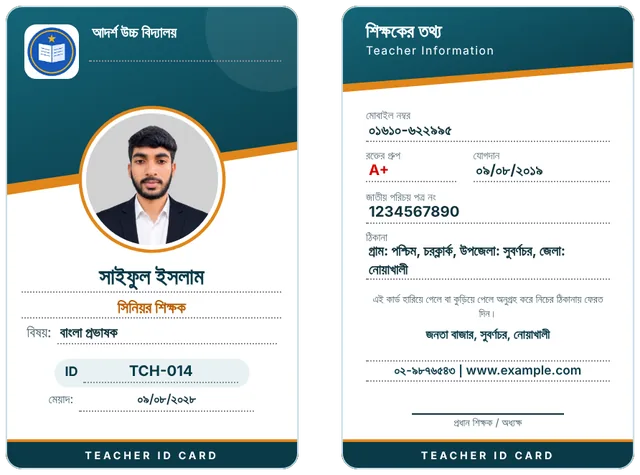 আদর্শ উচ্চ বিদ্যালয়
সাইফুল ইসলাম
সিনিয়র শিক্ষক
বিষয়: বাংলা প্রভাষক
ID TCH-014
মেয়াদ: ০৯/০৮/২০২৮
TEACHER ID CARD
শিক্ষকের তথ্য
Teacher Information
মোবাইল নম্বর
০১৬১০-৬২২৯৯৫
রক্তের গ্রুপ যোগদান
A+ ০৯/০৮/২০১৯
জাতীয় পরিচয় পত্র নং
1234567890
ঠিকানা
গ্রাম: পশ্চিম, চরক্লার্ক, উপজেলা: সুবর্ণচর, জেলা:
নোয়াখালী
এই কার্ড হারিয়ে গেলে বা কুড়িয়ে পেলে অনুগ্রহ করে নিচের ঠিকানায় ফেরত
দিন।
জনতা বাজার, সুবর্ণচর, নোয়াখালী
০২-৯৮৭৬৫৪৩ | www.example.com
প্রধান শিক্ষক / অধ্যক্ষ
TEACHER ID CARD